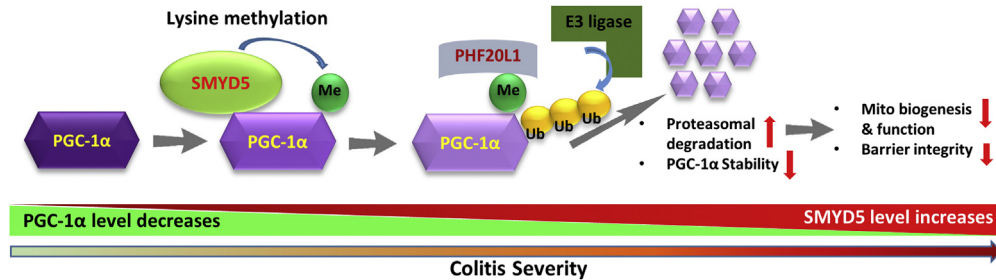 Lysine methylation
E3 ligase
PHF20L1
SMYD5
Me
Me
PGC-1α
PGC-1α
PGC-1α
Ub
Ub
Ub
• Proteasomal
degradation
• PGC-1α Stability
• Mito biogenesis
& function
• Barrier integrity
PGC-1α level decreases
SMYD5 level increases
Colitis Severity